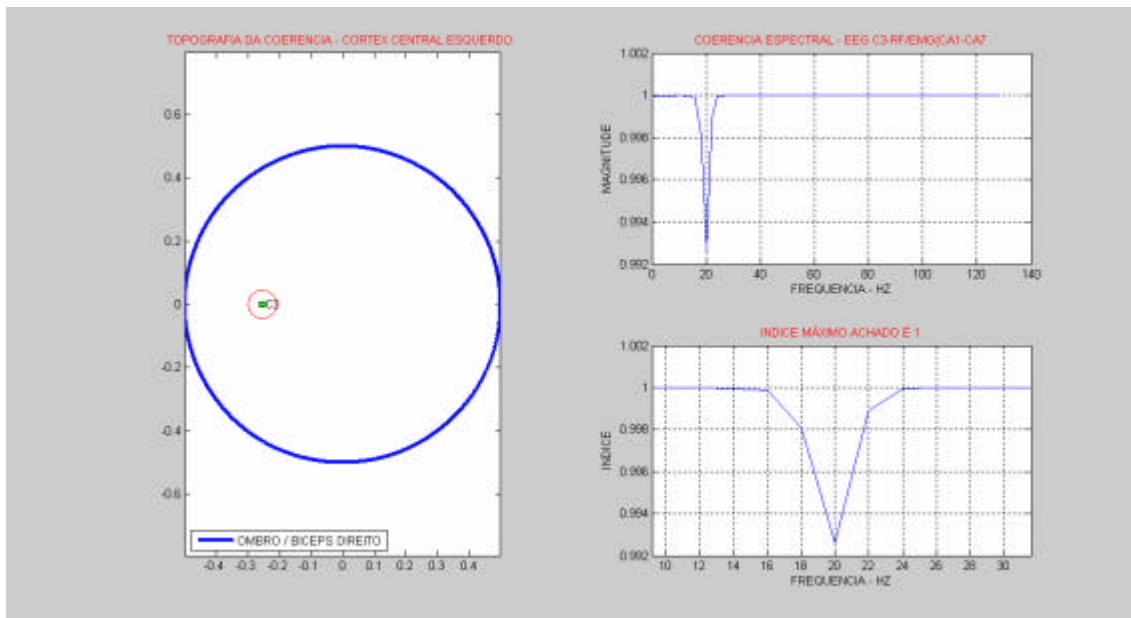 TOPOGRAFIA DA COERENCIA - CORTEX CENTRAL ESQUERDO
0.6
0.4
0.2
0
-0.2
-0.4
-0.6
C3
OMBRO / BICEPS DIREITO
-0.4 -0.3 -0.2 -0.1 0 0.1 0.2 0.3 0.4
COERENCIA ESPECTRAL - EEG C3-RF/EMG(CA1-CA7
1.002
1
0.998
0.996
0.994
0.992
MAGNITUDE
0 20 40 60 80 100 120 140
FREQUENCIA - HZ
INDICE MÁXIMO ACHADO É 1
1.002
1
0.998
0.996
0.994
0.992
INDICE
10 12 14 16 18 20 22 24 26 28 30
FREQUENCIA - HZ